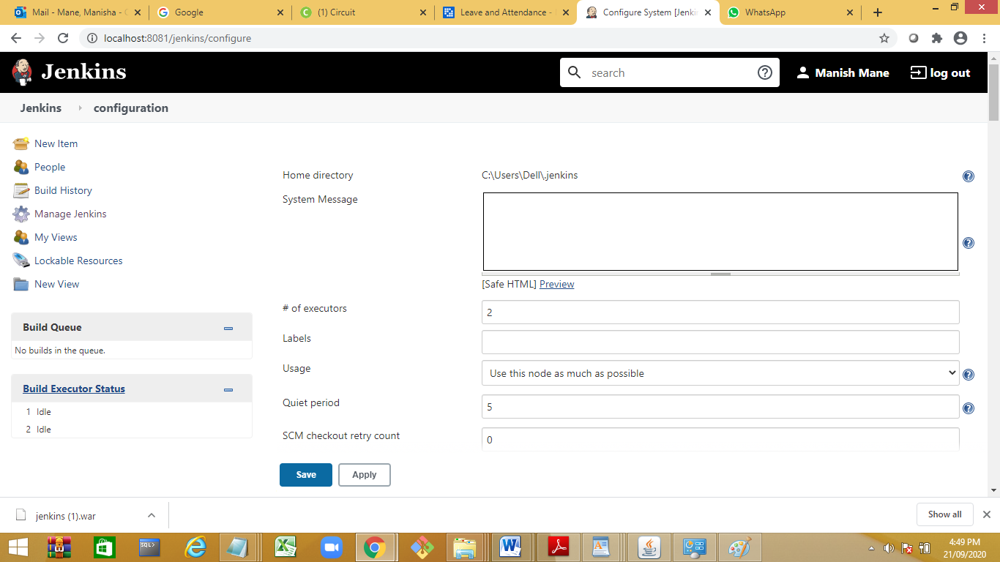 Mail - Mane, Manisha - 
Google
(1) Circuit
Leave and Attendance -
Configure System [Jenki
WhatsApp
localhost:8081/jenkins/configure
Jenkins
search
Manish Mane
log out
Jenkins
configuration
New Item
People
Build History
Manage Jenkins
My Views
Lockable Resources
New View
Build Queue
No builds in the queue.
Build Executor Status
1 Idle
2 Idle
Home directory
C:\Users\Dell\.jenkins
System Message
[Safe HTML] Preview
# of executors
2
Labels
Usage
Use this node as much as possible
Quiet period
5
SCM checkout retry count
0
Save
Apply
jenkins (1).war
Show all
SQL>
4:49 PM
21/09/2020